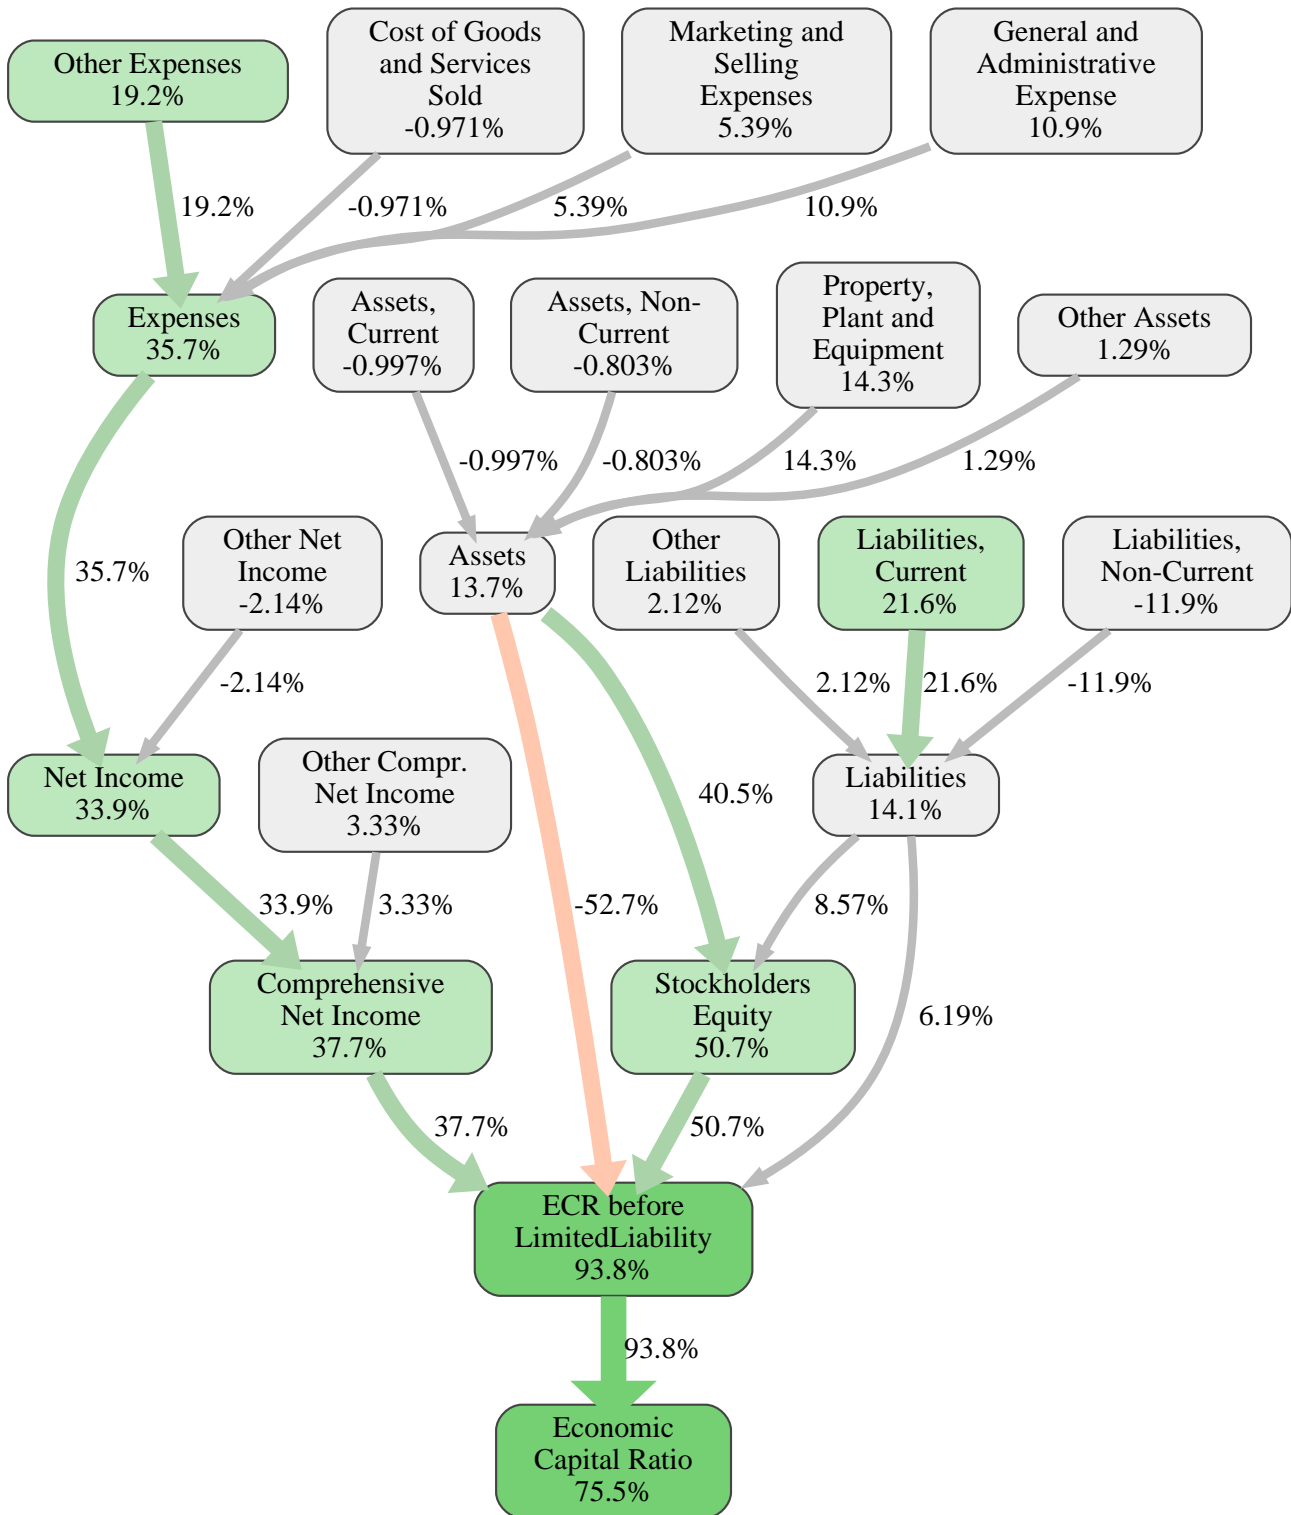 Other Expenses
19.2%
Cost of Goods
and Services
Sold
-0.971%
Marketing and
Selling
Expenses
5.39%
General and
Administrative
Expense
10.9%
19.2%
-0.971%
5.39%
10.9%
Expenses
35.7%
Assets,
Current
-0.997%
Assets, Non-
Current
-0.803%
Property,
Plant and
Equipment
14.3%
Other Assets
1.29%
-0.997%
-0.803%
14.3%
1.29%
35.7%
Other Net
Income
-2.14%
Assets
13.7%
Other
Liabilities
2.12%
Liabilities,
Current
21.6%
Liabilities,
Non-Current
-11.9%
-2.14%
2.12%
21.6%
-11.9%
Net Income
33.9%
Other Compr.
Net Income
3.33%
40.5%
Liabilities
14.1%
33.9%
3.33%
-52.7%
8.57%
6.19%
Comprehensive
Net Income
37.7%
Stockholders
Equity
50.7%
37.7%
50.7%
ECR before
LimitedLiability
93.8%
93.8%
Economic
Capital Ratio
75.5%